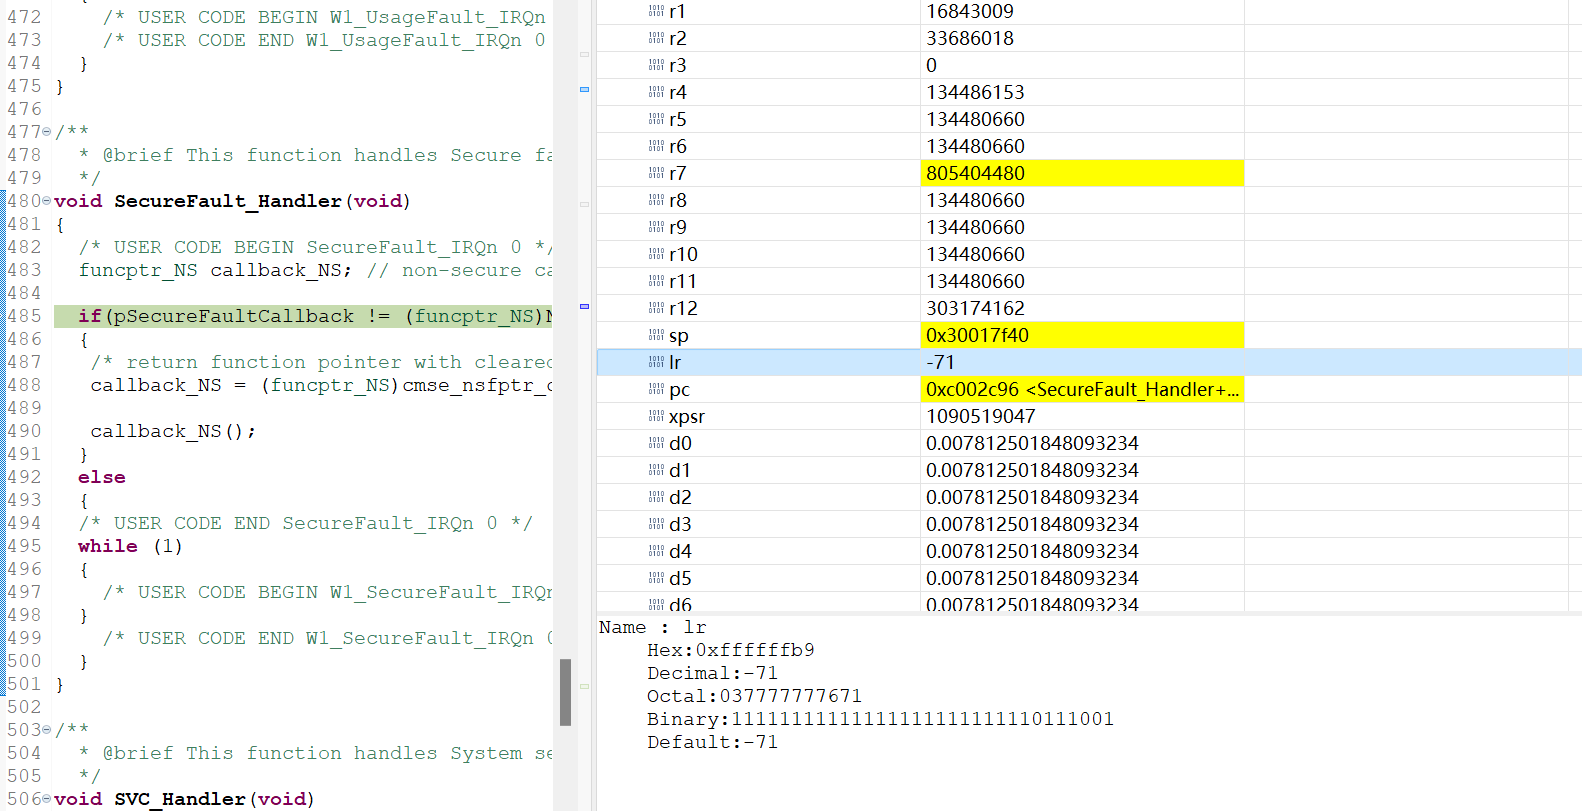 472 /* USER CODE BEGIN W1_UsageFault_IRQn
473 /* USER CODE END W1_UsageFault_IRQn 0
474 }
475 }
476
477 /**
478 * @brief This function handles Secure fa
479 */
480 void SecureFault_Handler(void)
481 {
482 /* USER CODE BEGIN SecureFault_IRQn 0 */
483 funcptr_NS callback_NS; // non-secure ca
484
485 if(pSecureFaultCallback != (funcptr_NS)N
486 {
487 /* return function pointer with cleared
488 callback_NS = (funcptr_NS)cmse_nsfptr_c
489
490 callback_NS();
491 }
492 else
493 {
494 /* USER CODE END SecureFault_IRQn 0 */
495 while (1)
496 {
497 /* USER CODE BEGIN W1_SecureFault_IRQn
498 }
499 /* USER CODE END W1_SecureFault_IRQn 0
500 }
501 }
502
503 /**
504 * @brief This function handles System se
505 */
506 void SVC_Handler(void)
r1 16843009
r2 33686018
r3 0
r4 134486153
r5 134480660
r6 134480660
r7 805404480
r8 134480660
r9 134480660
r10 134480660
r11 134480660
r12 303174162
sp 0x30017f40
lr -71
pc 0xc002c96 <SecureFault_Handler+...
xpsr 1090519047
d0 0.007812501848093234
d1 0.007812501848093234
d2 0.007812501848093234
d3 0.007812501848093234
d4 0.007812501848093234
d5 0.007812501848093234
d6 0.007812501848093234
Name : lr
Hex:0xffffffb9
Decimal:-71
Octal:037777777671
Binary:11111111111111111111111110111001
Default:-71